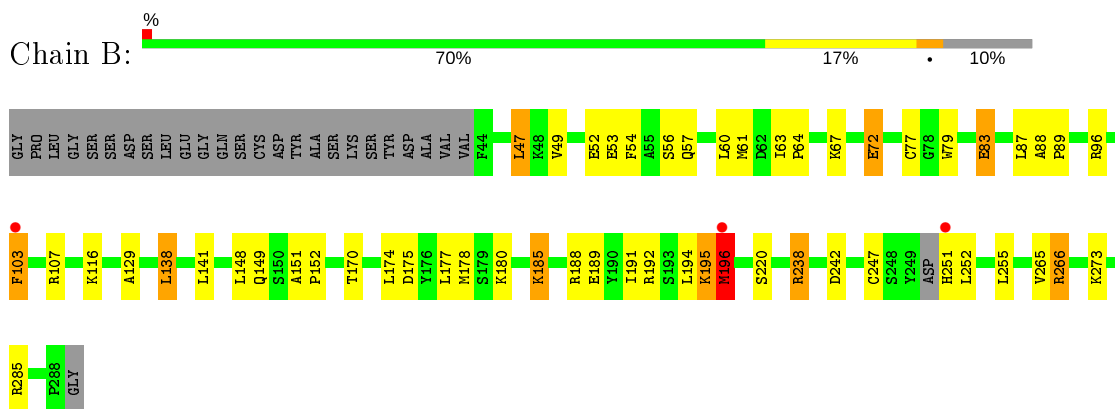 %
Chain B:
70% 17% • 10%
GLY PRO LEU GLY SER SER ASP SER LEU GLU GLY GLN SER CYS ASP TYR ALA SER LYS SER TYR ASP ALA VAL VAL F44 L47 K48 V49 E52 E53 F54 A55 S56 Q57 L60 M61 D62 I63 P64 K67 E72 C77 G78 W79 E83 L87 A88 P89 R96
F103 R107 K116 A129 L138 L141 L148 Q149 S150 A151 P152 T170 L174 D175 Y176 L177 M178 S179 K180 K185 R188 E189 Y190 I191 R192 S193 L194 K195 M196 S220 R238 D242 C247 S248 Y249 ASP H251 L252 L255 V265 R266 K273
R285 P288 GLY